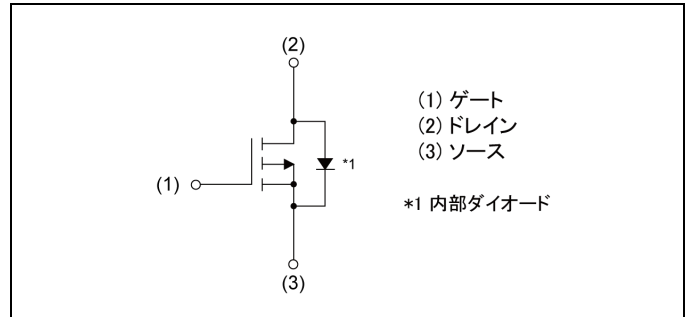 (2)
(1) ゲート
(2) ドレイン
(3) ソース
*1
(1)
*1 内部ダイオード
(3)